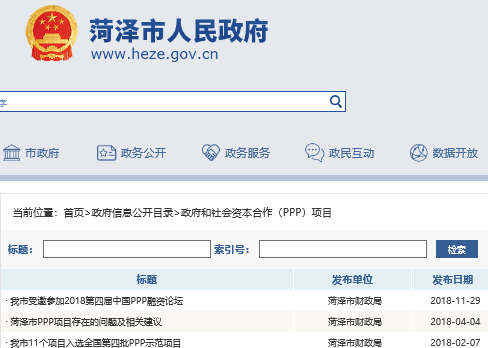 菏泽市人民政府
www.heze.gov.cn
字
市政府 政务公开 政务服务 政民互动 数据开放
当前位置：首页>政府信息公开目录>政府和社会资本合作（PPP）项目
标题： 索引号： 检索
标题 发布单位 发布日期
· 我市受邀参加2018第四届中国PPP融资论坛 菏泽市财政局 2018-11-29
· 菏泽市PPP项目存在的问题及相关建议 菏泽市财政局 2018-04-04
· 我市11个项目入选全国第四批PPP示范项目 菏泽市财政局 2018-02-07